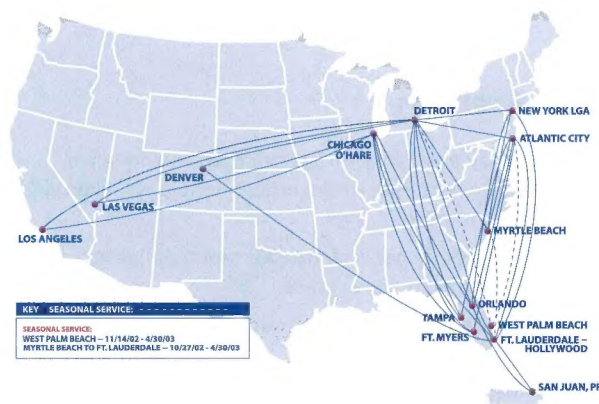 DETROIT
NEW YORK LGA
ATLANTIC CITY
CHICAGO
O'HARE
DENVER
LAS VEGAS
LOS ANGELES
MYRTLE BEACH
ORLANDO
TAMPA
WEST PALM BEACH
FT. MYERS
FT. LAUDERDALE –
HOLLYWOOD
SAN JUAN, PR
KEY SEASONAL SERVICE:
SEASONAL SERVICE:
WEST PALM BEACH – 11/14/02 - 4/30/03
MYRTLE BEACH TO FT. LAUDERDALE – 10/27/02 - 4/30/03